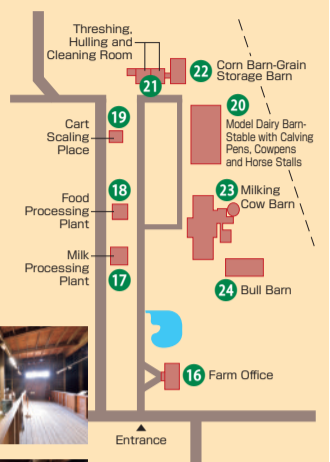 Threshing,
Hulling and
Cleaning Room
21
22
Corn Barn-Grain
Storage Barn
19
Cart
Scaling
Place
20
Model Dairy Barn-
Stable with Calving
Pens, Cowpens
and Horse Stalls
18
Food
Processing
Plant
23
Milking
Cow Barn
Milk
Processing
Plant
17
24
Bull Barn
16
Farm Office
Entrance